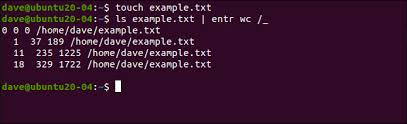 dave@ubuntu20-04:~$ touch example.txt
dave@ubuntu20-04:~$ ls example.txt | entr wc /_
0 0 0 /home/dave/example.txt
1 37 189 /home/dave/example.txt
11 235 1225 /home/dave/example.txt
18 329 1722 /home/dave/example.txt
dave@ubuntu20-04:~$